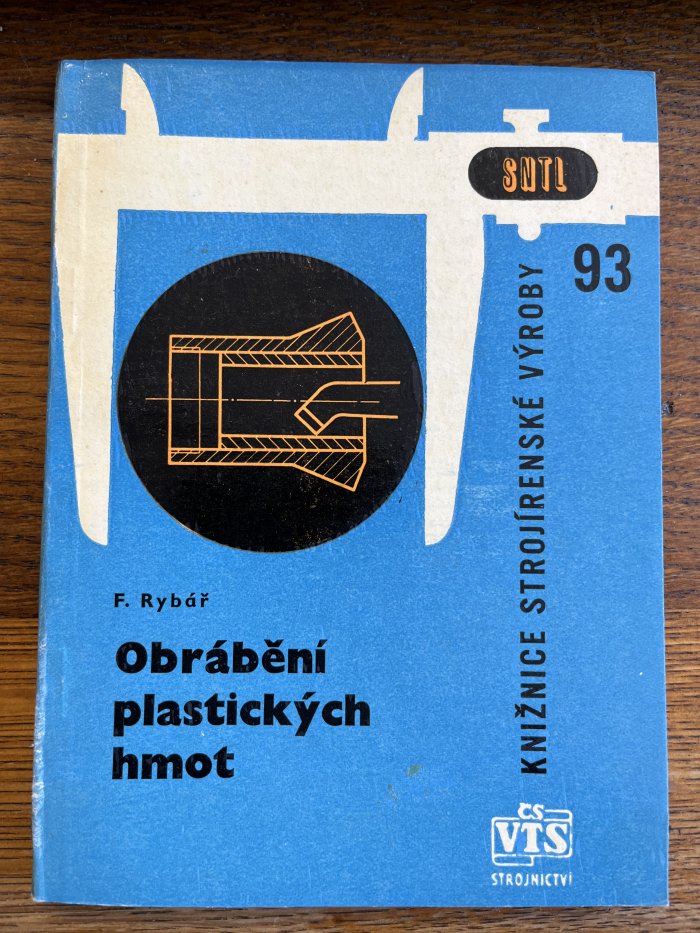 SNTL
93
KNIŽNICE STROJÍRENSKÉ VÝROBY
F. Rybář
Obrábění
plastických
hmot
ČS
VTS
STROJNICTVÍ